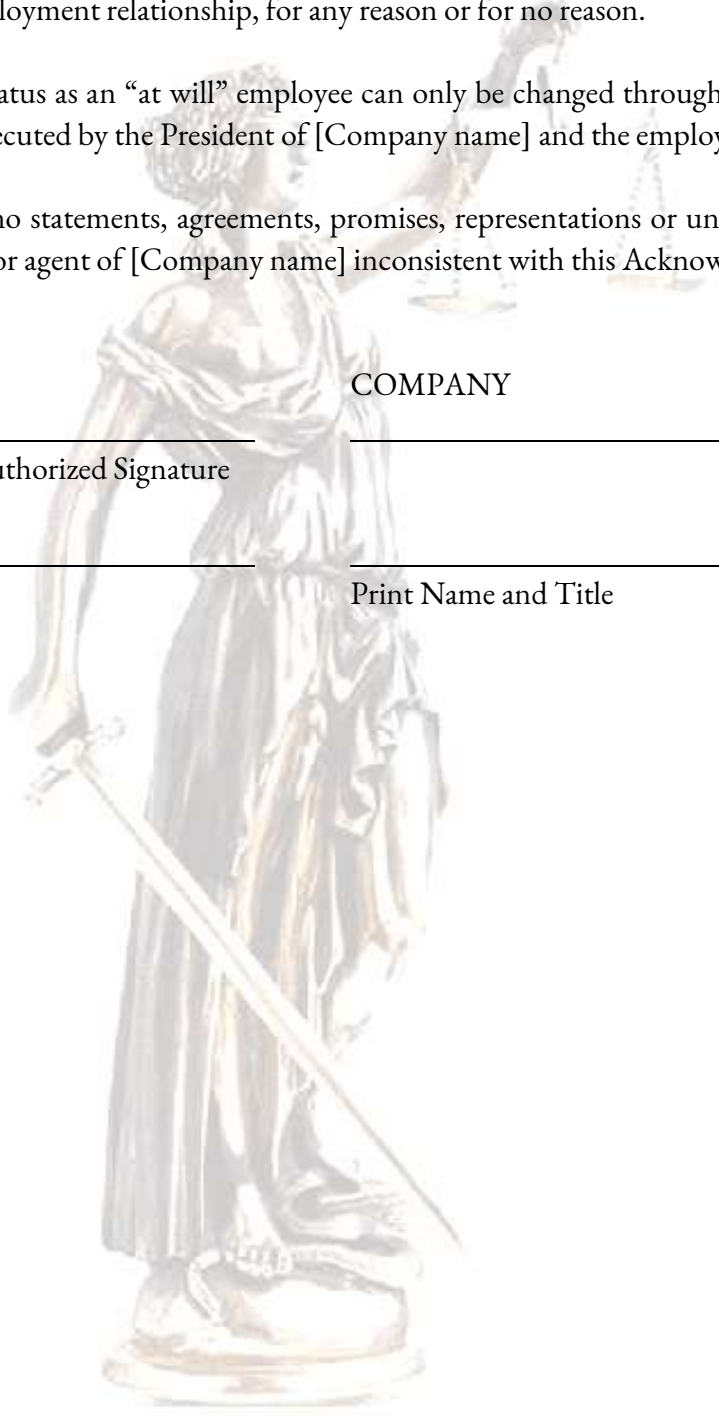 loyment relationship, for any reason or for no reason.
atus as an “at will” employee can only be changed through
ecuted by the President of [Company name] and the employ
no statements, agreements, promises, representations or un
or agent of [Company name] inconsistent with this Acknow
COMPANY
uthorized Signature
Print Name and Title